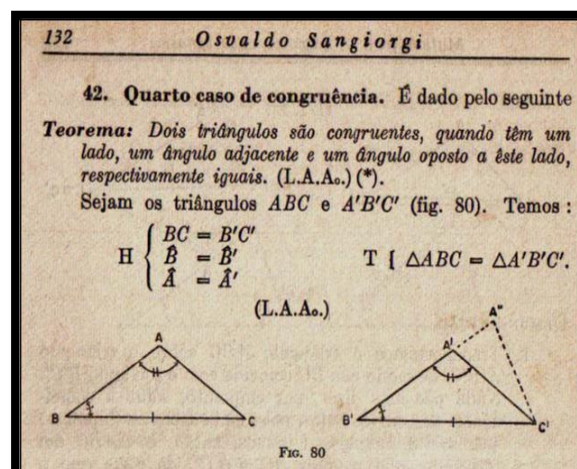 132 Osvaldo Sangiorgi
42. Quarto caso de congruência. É dado pelo seguinte
Teorema: Dois triângulos são congruentes, quando têm um
lado, um ângulo adjacente e um ângulo oposto a êste lado,
respectivamente iguais. (L.A.Aₒ.) (*).
Sejam os triângulos ABC e A'B'C' (fig. 80). Temos :
BC = B'C'
H { B̂ = B̂' T [ △ABC = △A'B'C'.
Â = Â'
(L.A.Aₒ.)
A A' A"
B C B' C'
Fig. 80